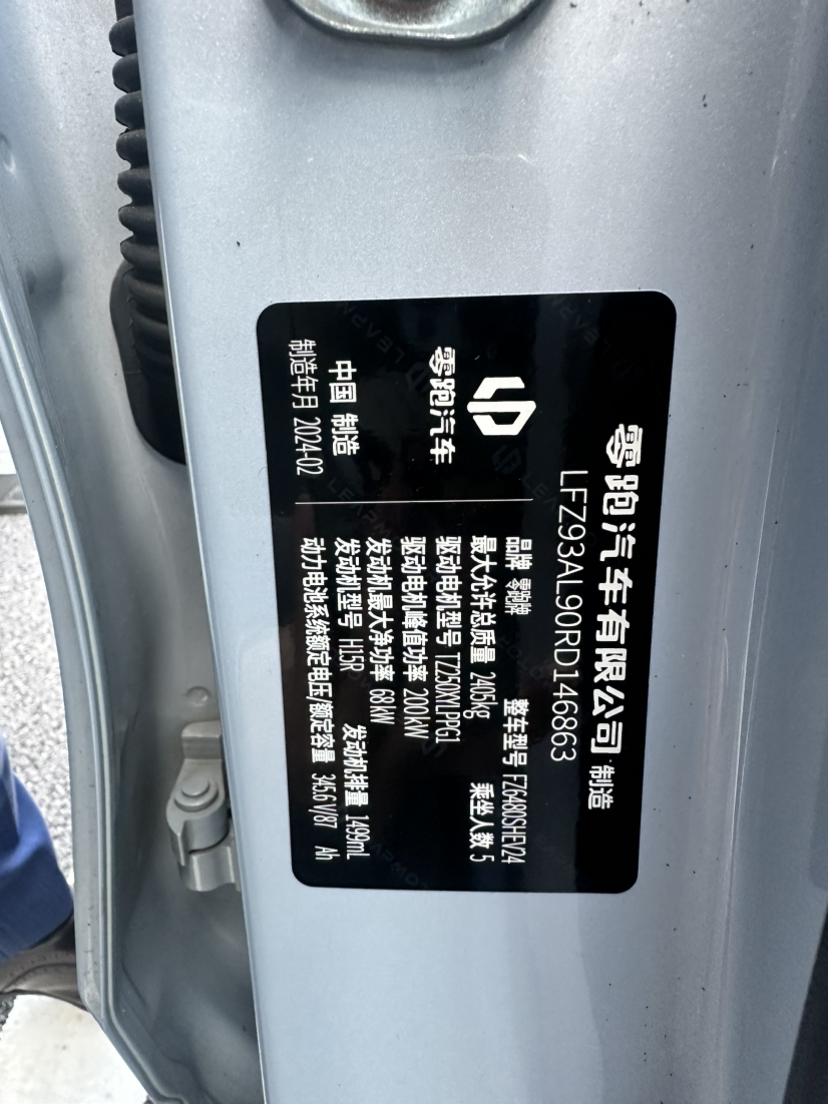 零跑汽车有限公司 制造
LFZ93AL90RD146863
零跑汽车
中国 制造
制造年月 2024-02
品牌 零跑牌 整车型号 FZ6480SHEV24
最大允许总质量 2405kg 乘坐人数 5
驱动电机型号 TZ250XYLPPG1
驱动电机峰值功率 200kW
发动机最大净功率 68kW
发动机型号 H15R 发动机排量 1499mL
动力电池系统额定电压/额定容量 345.6 V/87 Ah